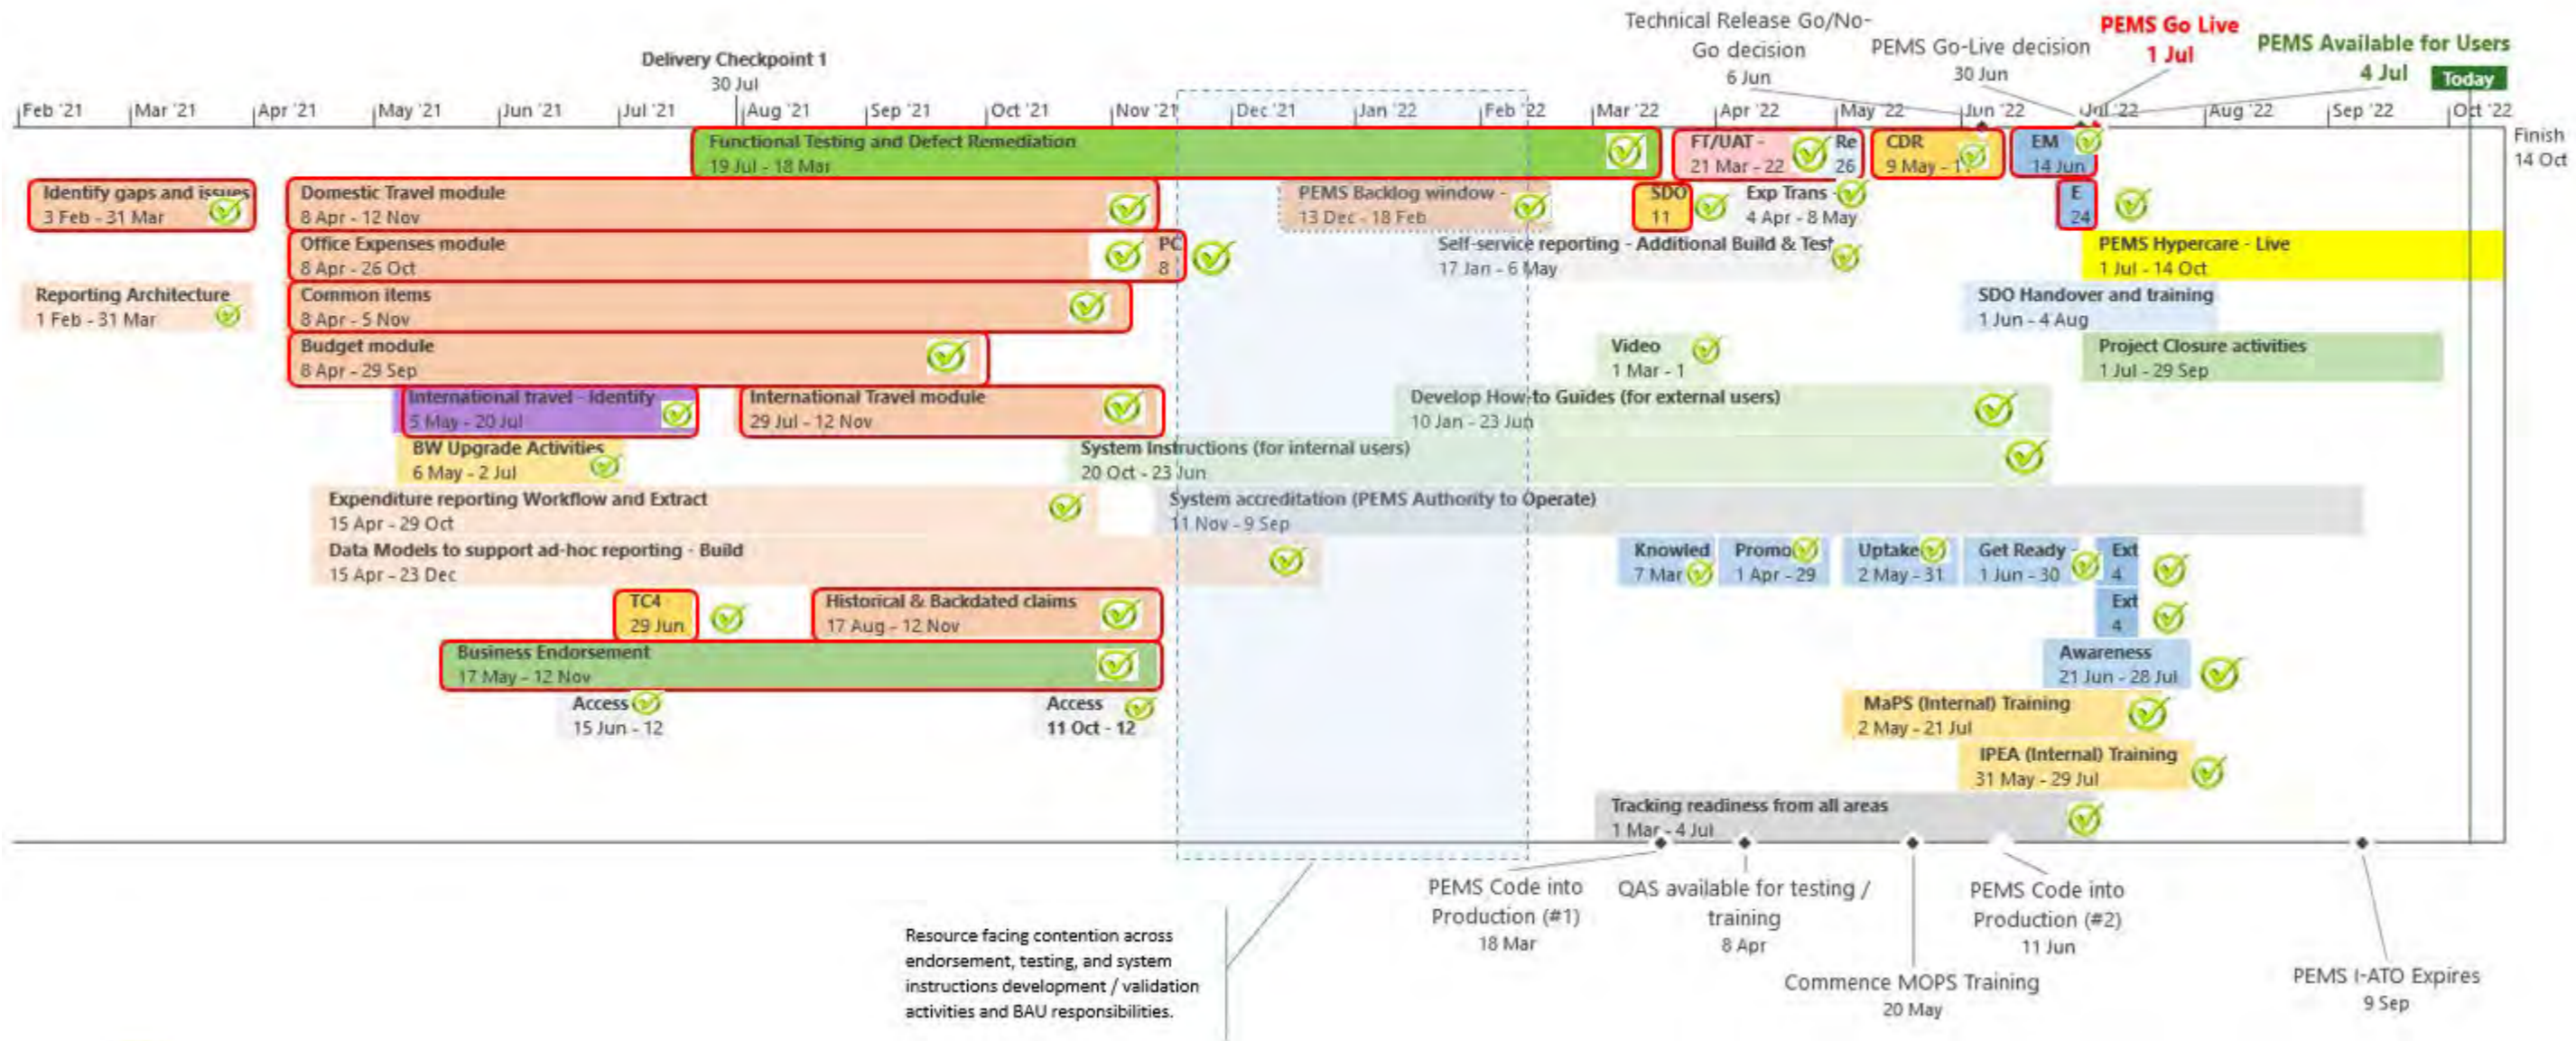 Technical Release Go/No-
Go decision
6 Jun
PEMS Go-Live decision
30 Jun
PEMS Go Live
1 Jul
PEMS Available for Users
4 Jul
Today
Delivery Checkpoint 1
30 Jul
Feb '21
Mar '21
Apr '21
May '21
Jun '21
Jul '21
Aug '21
Sep '21
Oct '21
Nov '21
Dec '21
Jan '22
Feb '22
Mar '22
Apr '22
May '22
Jun '22
Jul '22
Aug '22
Sep '22
Oct '22
Finish
14 Oct
Functional Testing and Defect Remediation
19 Jul - 18 Mar
FT/UAT -
21 Mar - 22
Re
26
CDR
9 May - 1
EM
14 Jun
Identify gaps and issues
3 Feb - 31 Mar
Domestic Travel module
8 Apr - 12 Nov
PEMS Backlog window -
13 Dec - 18 Feb
SDO
11
Exp Trans -
4 Apr - 8 May
E
24
Office Expenses module
8 Apr - 26 Oct
PC
8
Self-service reporting - Additional Build & Test
17 Jan - 6 May
PEMS Hypercare - Live
1 Jul - 14 Oct
Reporting Architecture
1 Feb - 31 Mar
Common items
8 Apr - 5 Nov
SDO Handover and training
1 Jun - 4 Aug
Budget module
8 Apr - 29 Sep
Video
1 Mar - 1
Project Closure activities
1 Jul - 29 Sep
International travel - Identify
5 May - 20 Jul
International Travel module
29 Jul - 12 Nov
Develop How-to Guides (for external users)
10 Jan - 23 Jun
BW Upgrade Activities
6 May - 2 Jul
System Instructions (for internal users)
20 Oct - 23 Jun
Expenditure reporting Workflow and Extract
15 Apr - 29 Oct
System accreditation (PEMS Authority to Operate)
11 Nov - 9 Sep
Data Models to support ad-hoc reporting - Build
15 Apr - 23 Dec
Knowled
7 Mar
Promo
1 Apr - 29
Uptake
2 May - 31
Get Ready -
1 Jun - 30
Ext
4
TC4
29 Jun
Historical & Backdated claims
17 Aug - 12 Nov
Ext
4
Business Endorsement
17 May - 12 Nov
Awareness
21 Jun - 28 Jul
Access
15 Jun - 12
Access
11 Oct - 12
MaPS (Internal) Training
2 May - 21 Jul
IPEA (Internal) Training
31 May - 29 Jul
Tracking readiness from all areas
1 Mar - 4 Jul
PEMS Code into
Production (#1)
18 Mar
QAS available for testing /
training
8 Apr
Commence MOPS Training
20 May
PEMS Code into
Production (#2)
11 Jun
PEMS I-ATO Expires
9 Sep
Resource facing contention across
endorsement, testing, and system
instructions development / validation
activities and BAU responsibilities.